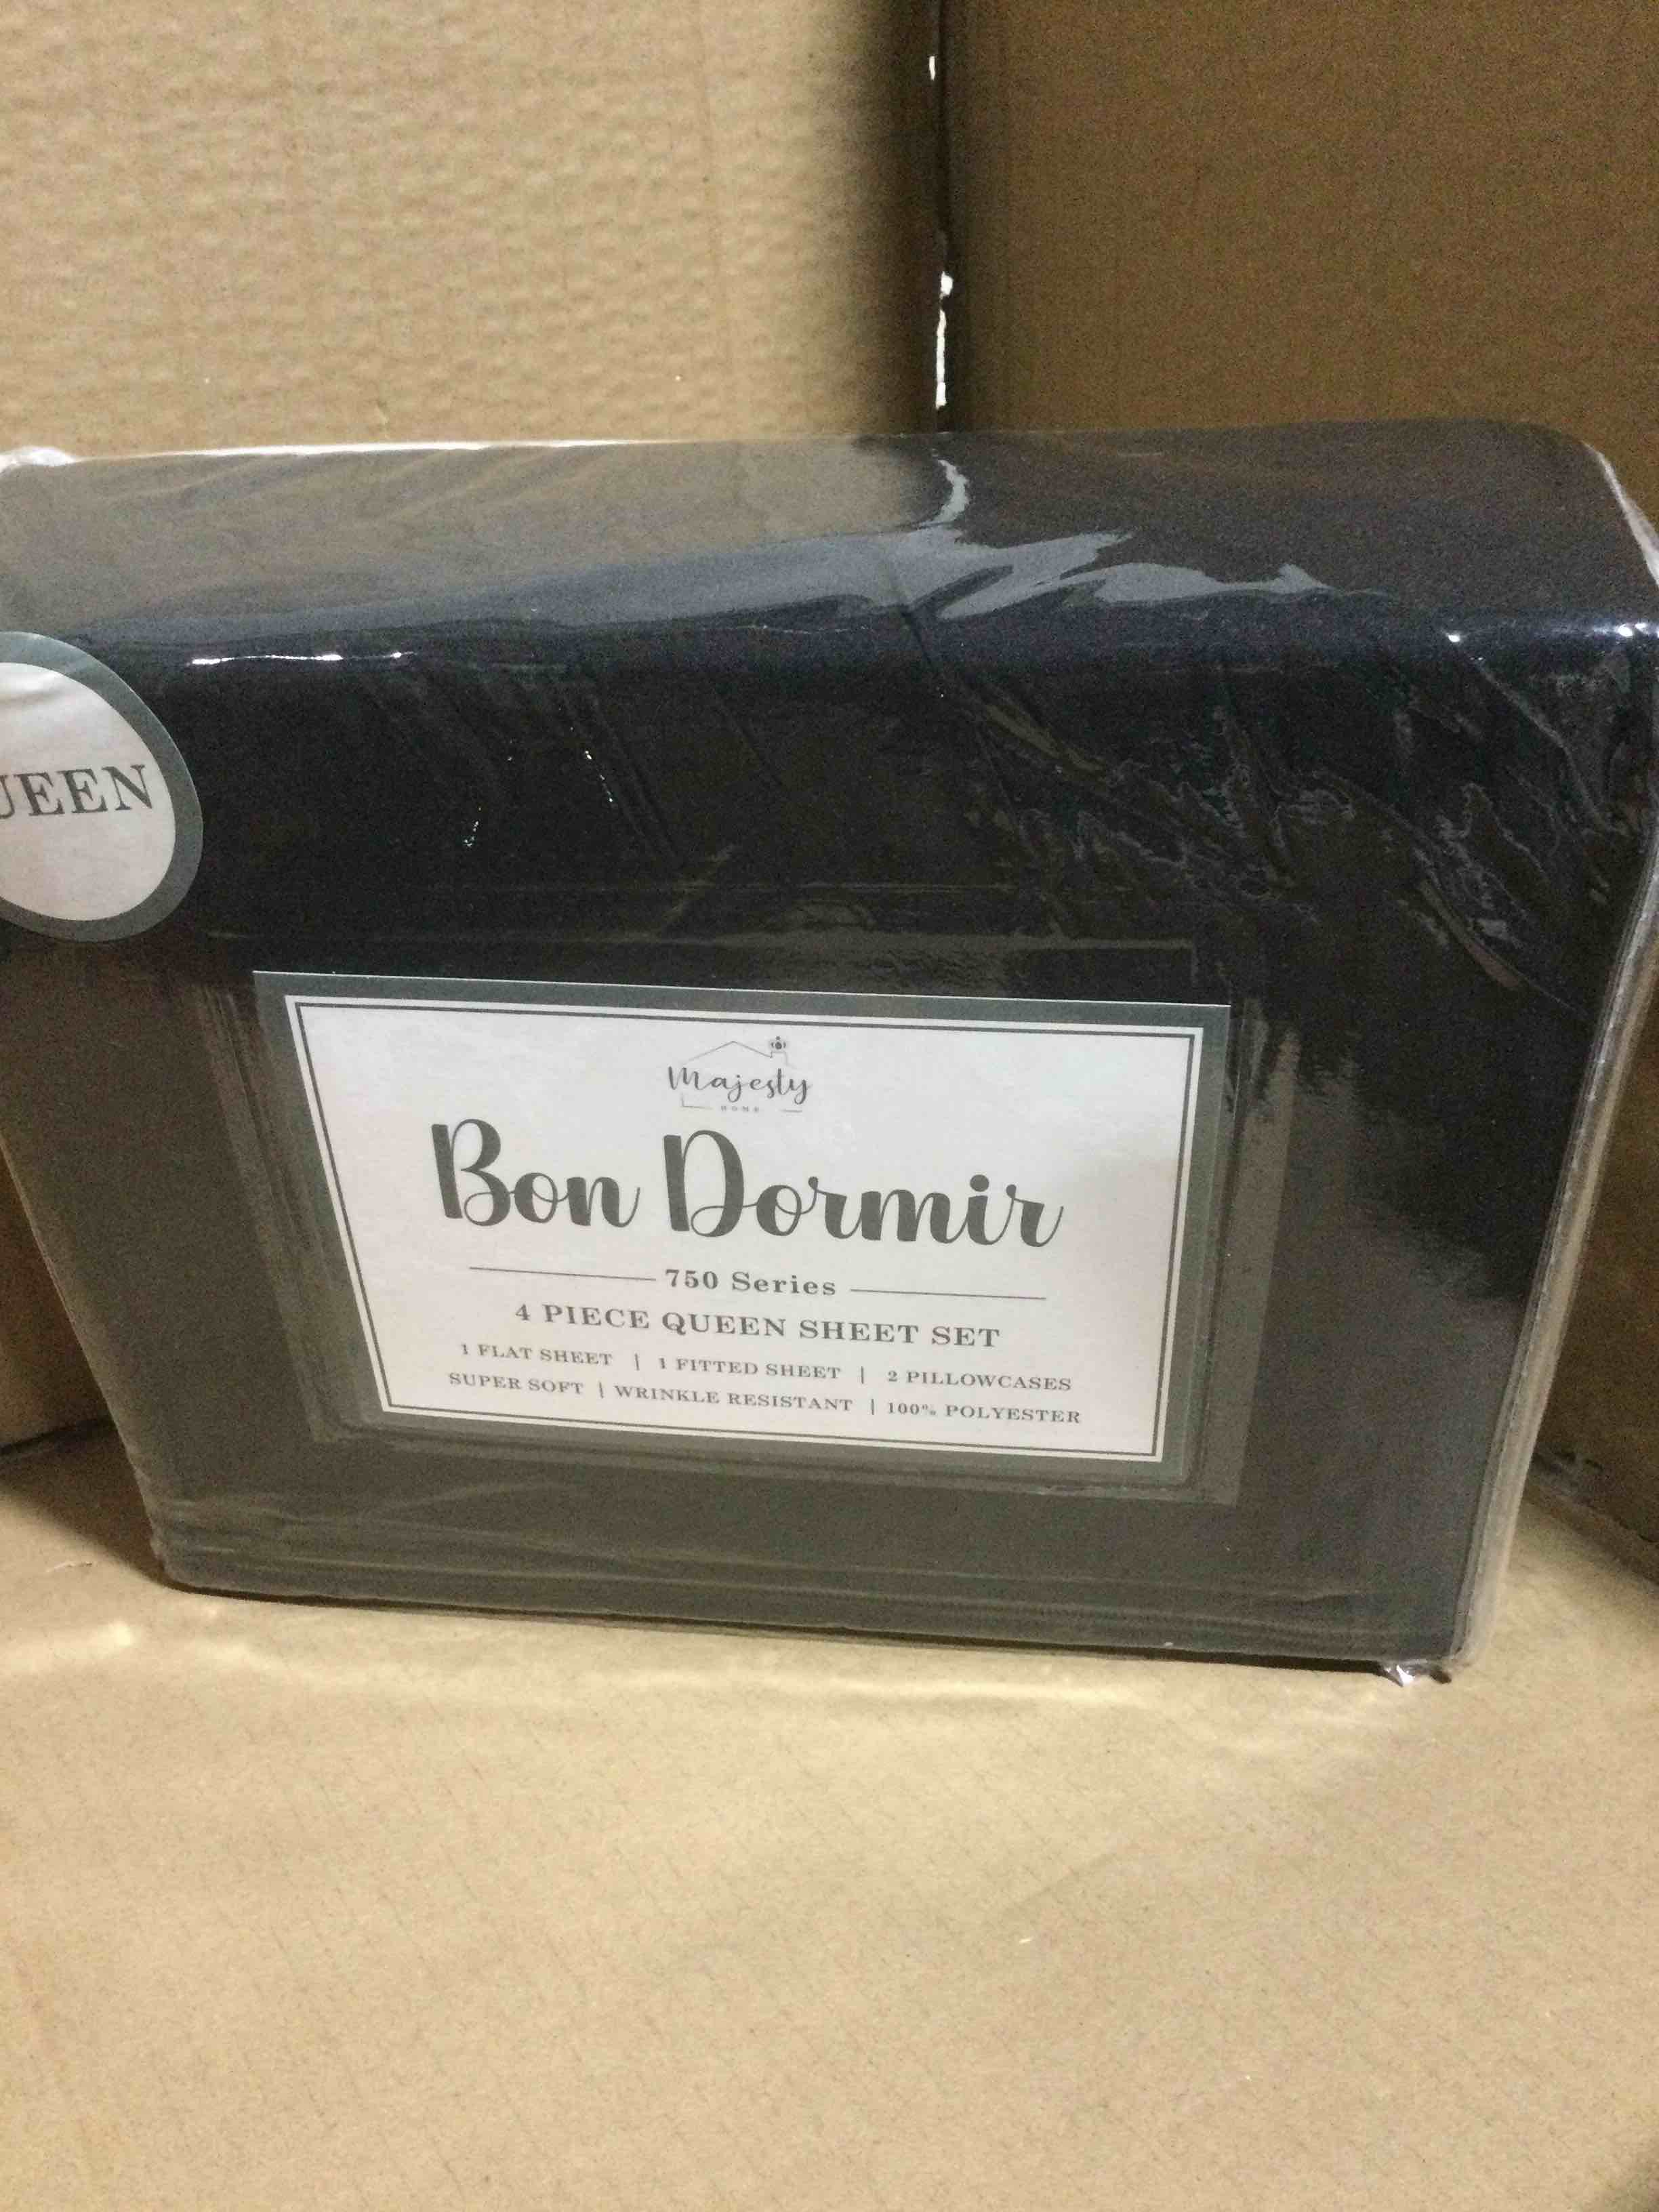 UEEN
Majesty
HOME
Bon Dormir
750 Series
4 PIECE QUEEN SHEET SET
1 FLAT SHEET | 1 FITTED SHEET | 2 PILLOWCASES
SUPER SOFT | WRINKLE RESISTANT | 100% POLYESTER